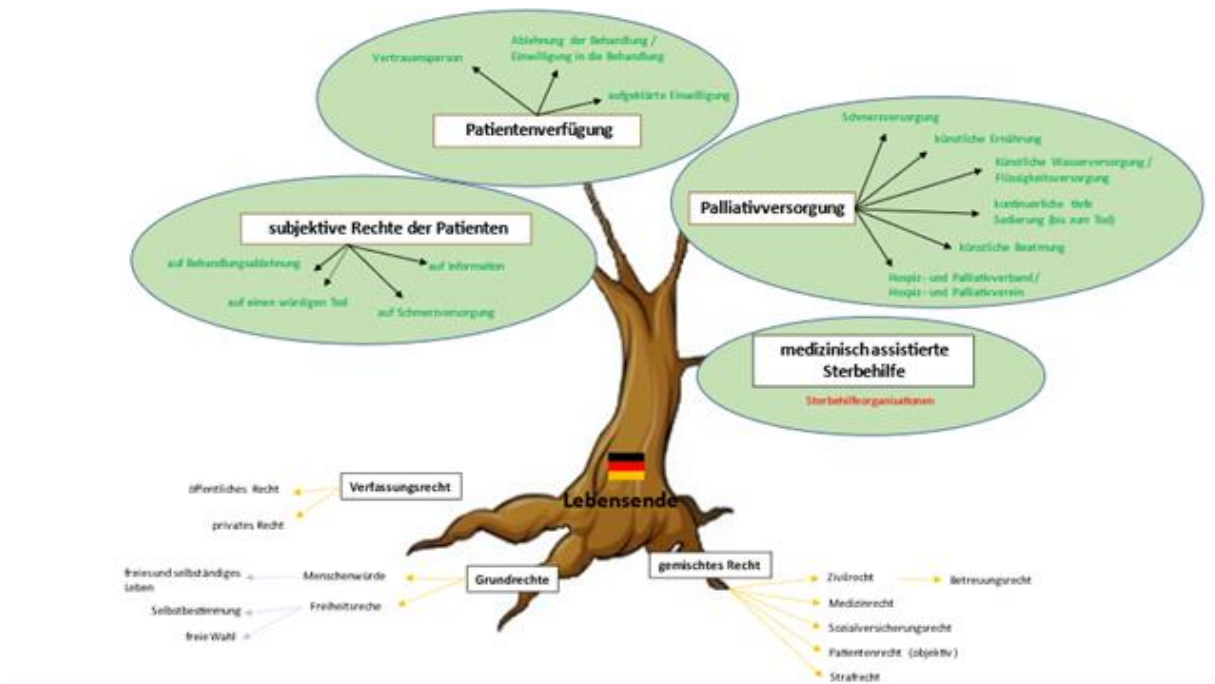 Ablehnung der Behandlung /
Einwilligung in die Behandlung
Vertrauensperson
aufgeklärte Einwilligung
Patientenverfügung
Schmerzversorgung
künstliche Ernährung
Künstliche Wasserversorgung /
Flüssigkeitsversorgung
Palliativversorgung
kontinuerliche tiefe
Sedierung (bis zum Tod)
künstliche Beatmung
Hospiz- und Palliativverband/
Hospiz- und Palliativverein
subjektive Rechte der Patienten
auf Behandlungsablehnung
auf Information
auf einen würdigen Tod
auf Schmerzversorgung
medizinisch assistierte
Sterbehilfe
Sterbehilfeorganisationen
Lebensende
Verfassungsrecht
öffentliches Recht
privates Recht
Grundrechte
Menschenwürde
freies und selbständiges
Leben
Freiheitsreche
Selbstbestimmung
freie Wahl
gemischtes Recht
Zivilrecht
Betreuungsrecht
Medizinrecht
Sozialversicherungsrecht
Patientenrecht (objektiv)
Strafrecht